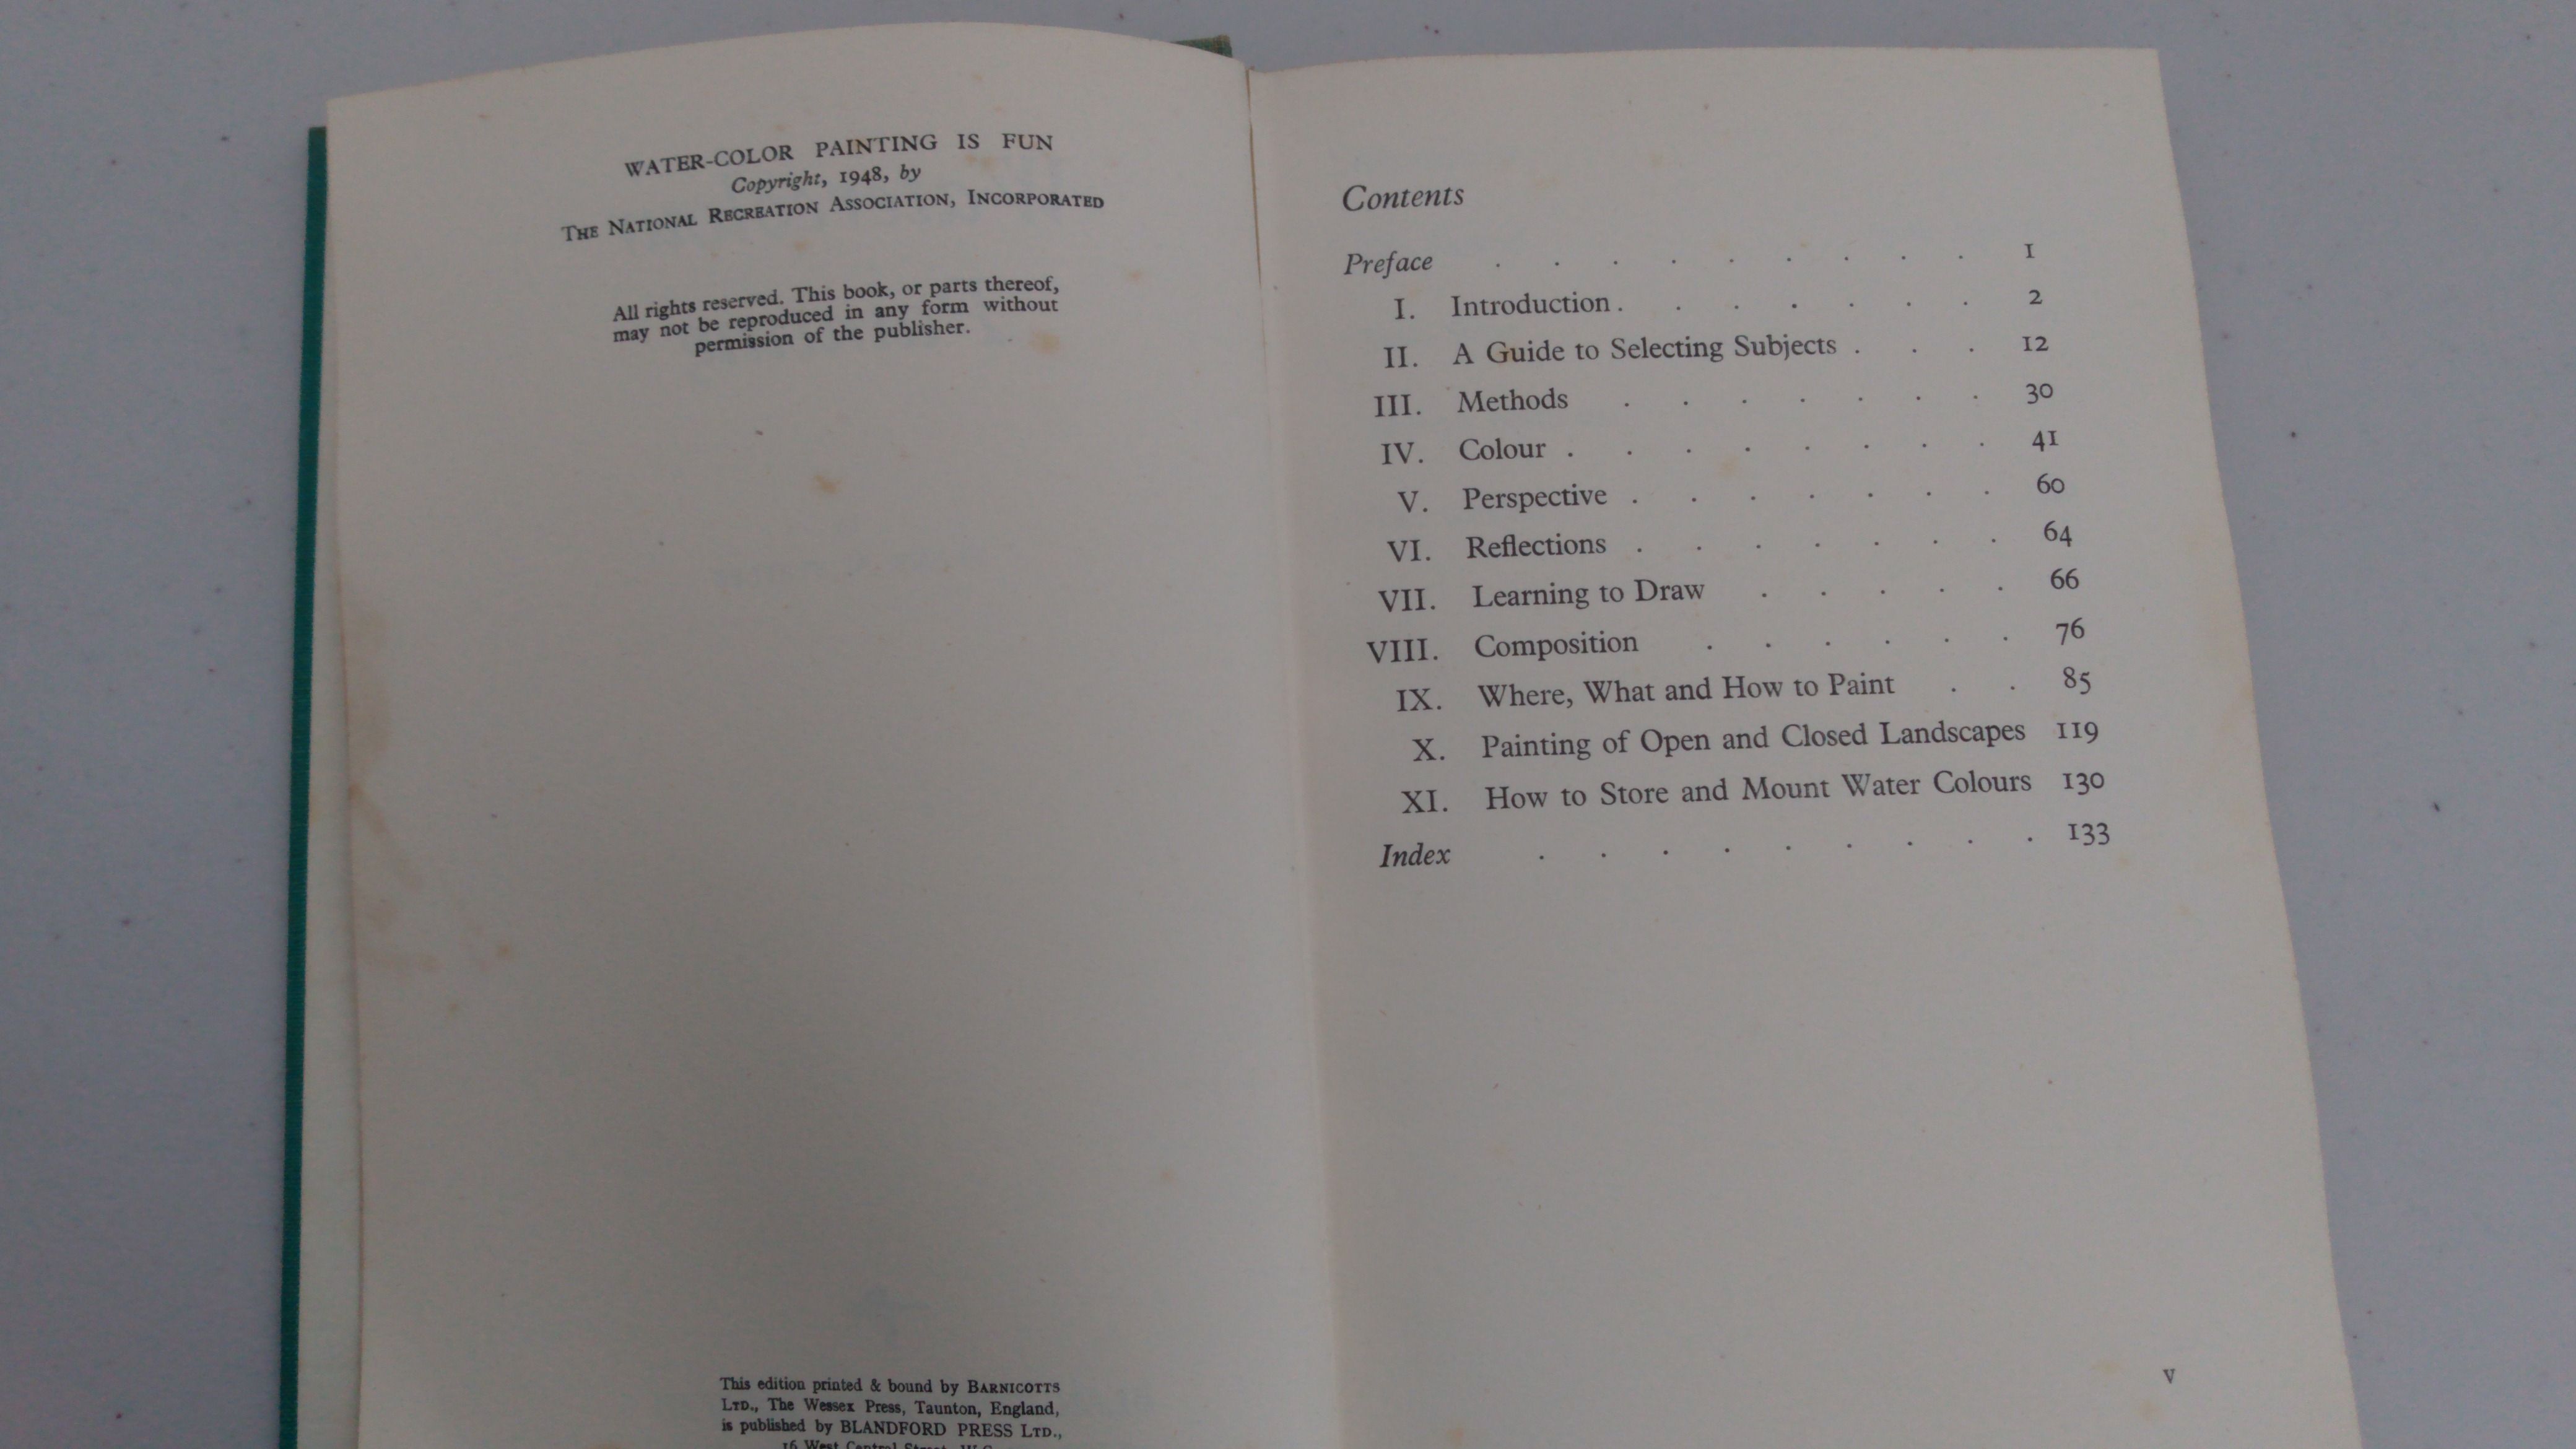 WATER-COLOR PAINTING IS FUN
Copyright, 1948, by
The National Recreation Association, Incorporated
All rights reserved. This book, or parts thereof,
may not be reproduced in any form without
permission of the publisher.
This edition printed & bound by Barnicotts
Ltd., The Wessex Press, Taunton, England,
is published by BLANDFORD PRESS Ltd.,
16 West Central Street,
Contents
Preface . . . . . . . . . 1
I. Introduction . . . . . . . 2
II. A Guide to Selecting Subjects . . . 12
III. Methods . . . . . . . 30
IV. Colour . . . . . . . . 41
V. Perspective . . . . . . . 60
VI. Reflections . . . . . . . 64
VII. Learning to Draw . . . . . 66
VIII. Composition . . . . . . 76
IX. Where, What and How to Paint . . 85
X. Painting of Open and Closed Landscapes 119
XI. How to Store and Mount Water Colours 130
Index . . . . . . . . . 133
v